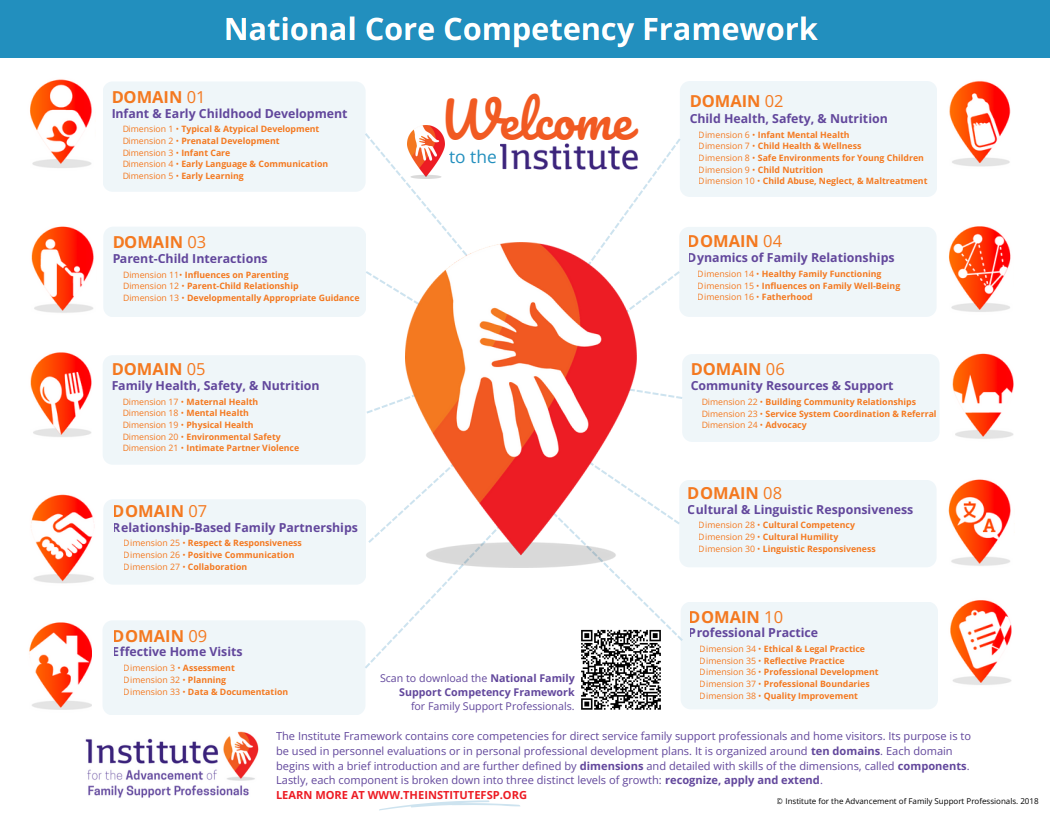 National Core Competency Framework
DOMAIN 01
Infant & Early Childhood Development
Dimension 1 • Typical & Atypical Development
Dimension 2 • Prenatal Development
Dimension 3 • Infant Care
Dimension 4 • Early Language & Communication
Dimension 5 • Early Learning
Welcome
to the Institute
DOMAIN 02
Child Health, Safety, & Nutrition
Dimension 6 • Infant Mental Health
Dimension 7 • Child Health & Wellness
Dimension 8 • Safe Environments for Young Children
Dimension 9 • Child Nutrition
Dimension 10 • Child Abuse, Neglect, & Maltreatment
DOMAIN 03
Parent-Child Interactions
Dimension 11• Influences on Parenting
Dimension 12 • Parent-Child Relationship
Dimension 13 • Developmentally Appropriate Guidance
DOMAIN 04
Dynamics of Family Relationships
Dimension 14 • Healthy Family Functioning
Dimension 15 • Influences on Family Well-Being
Dimension 16 • Fatherhood
DOMAIN 05
Family Health, Safety, & Nutrition
Dimension 17 • Maternal Health
Dimension 18 • Mental Health
Dimension 19 • Physical Health
Dimension 20 • Environmental Safety
Dimension 21 • Intimate Partner Violence
DOMAIN 06
Community Resources & Support
Dimension 22 • Building Community Relationships
Dimension 23 • Service System Coordination & Referral
Dimension 24 • Advocacy
DOMAIN 07
Relationship-Based Family Partnerships
Dimension 25 • Respect & Responsiveness
Dimension 26 • Positive Communication
Dimension 27 • Collaboration
DOMAIN 08
Cultural & Linguistic Responsiveness
Dimension 28 • Cultural Competency
Dimension 29 • Cultural Humility
Dimension 30 • Linguistic Responsiveness
文 A
DOMAIN 09
Effective Home Visits
Dimension 3 • Assessment
Dimension 32 • Planning
Dimension 33 • Data & Documentation
DOMAIN 10
Professional Practice
Dimension 34 • Ethical & Legal Practice
Dimension 35 • Reflective Practice
Dimension 36 • Professional Development
Dimension 37 • Professional Boundaries
Dimension 38 • Quality Improvement
Scan to download the National Family
Support Competency Framework
for Family Support Professionals.
Institute
for the Advancement of
Family Support Professionals
The Institute Framework contains core competencies for direct service family support professionals and home visitors. Its purpose is to
be used in personnel evaluations or in personal professional development plans. It is organized around ten domains. Each domain
begins with a brief introduction and are further defined by dimensions and detailed with skills of the dimensions, called components.
Lastly, each component is broken down into three distinct levels of growth: recognize, apply and extend.
LEARN MORE AT WWW.THEINSTITUTEFSP.ORG
© Institute for the Advancement of Family Support Professionals. 2018